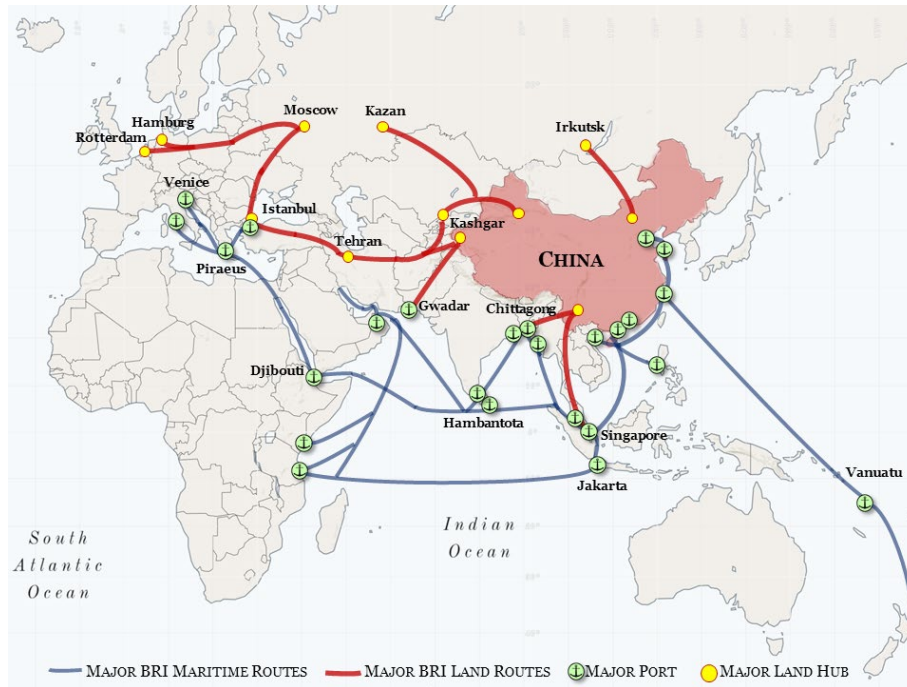 Moscow
Kazan
Hamburg
Rotterdam
Irkutsk
Venice
Istanbul
Kashgar
Tehran
Piraeus
CHINA
Gwadar
Chittagong
Djibouti
Hambantota
Singapore
Jakarta
Vanuatu
Indian
Ocean
South
Atlantic
Ocean
MAJOR BRI MARITIME ROUTES
MAJOR BRI LAND ROUTES
MAJOR PORT
MAJOR LAND HUB